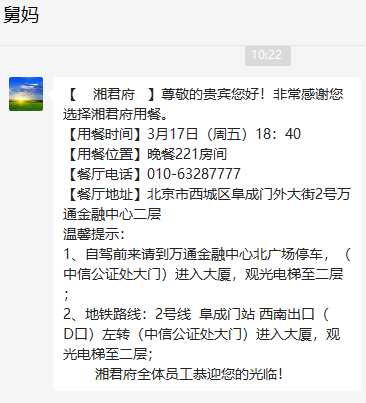 舅妈
10:22
【　湘君府　】尊敬的贵宾您好！非常感谢您
选择湘君府用餐。
【用餐时间】3月17日（周五）18：40
【用餐位置】晚餐221房间
【餐厅电话】010-63287777
【餐厅地址】北京市西城区阜成门外大街2号万
通金融中心二层
温馨提示：
1、自驾前来请到万通金融中心北广场停车，（
中信公证处大门）进入大厦，观光电梯至二层
；
2、地铁路线：2号线  阜成门站 西南出口（
D口）左转（中信公证处大门）进入大厦，观
光电梯至二层；
湘君府全体员工恭迎您的光临！